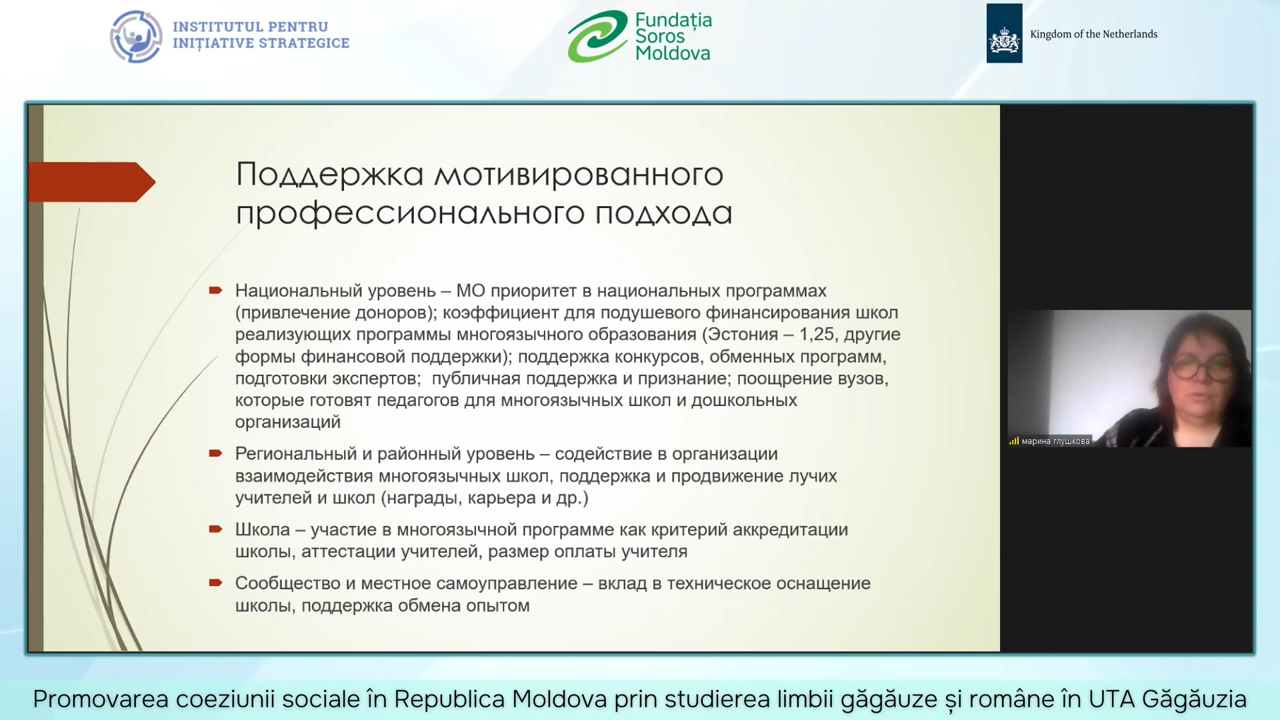 INSTITUTUL PENTRU
INIȚIATIVE STRATEGICE
Fundația
Soros
Moldova
Kingdom of the Netherlands
Поддержка мотивированного
профессионального подхода
Национальный уровень – МО приоритет в национальных программах
(привлечение доноров); коэффициент для подушевого финансирования школ
реализующих программы многоязычного образования (Эстония – 1,25, другие
формы финансовой поддержки); поддержка конкурсов, обменных программ,
подготовки экспертов;  публичная поддержка и признание; поощрение вузов,
которые готовят педагогов для многоязычных школ и дошкольных
организаций
Региональный и районный уровень – содействие в организации
взаимодействия многоязычных школ, поддержка и продвижение лучих
учителей и школ (награды, карьера и др.)
Школа – участие в многоязычной программе как критерий аккредитации
школы, аттестации учителей, размер оплаты учителя
Сообщество и местное самоуправление – вклад в техническое оснащение
школы, поддержка обмена опытом
марина глушкова
Promovarea coeziunii sociale în Republica Moldova prin studierea limbii găgăuze și române în UTA Găgăuzia